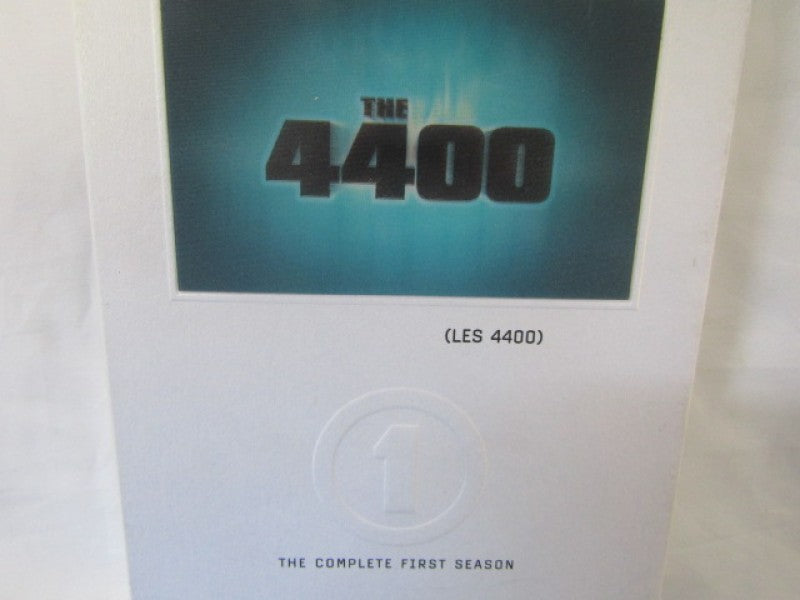 THE
4400
(LES 4400)
1
THE COMPLETE FIRST SEASON